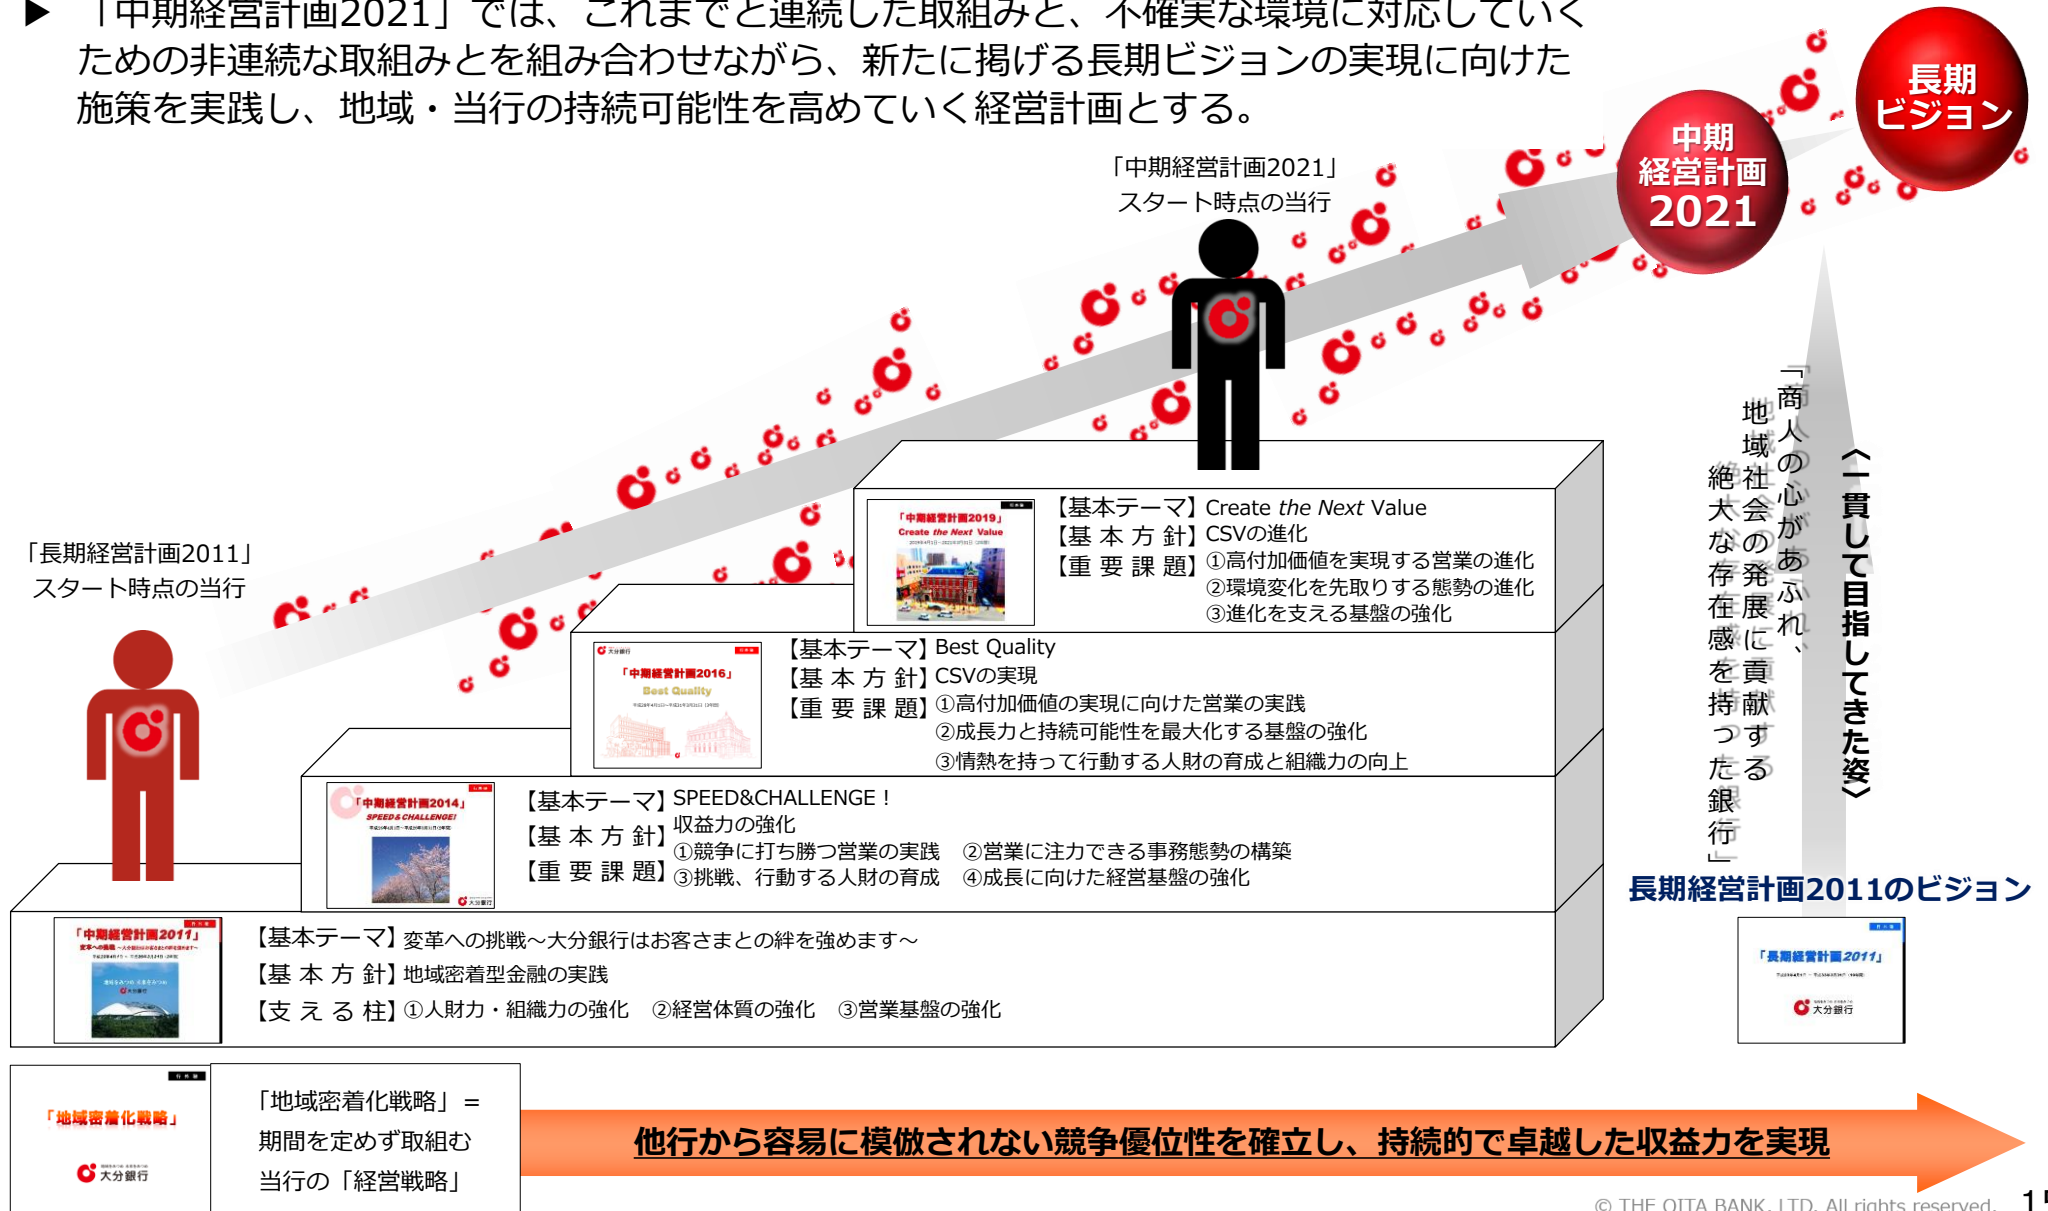 ▶ 「中期経営計画2021」では、これまでと連続した取組みと、不確実な環境に対応していく
ための非連続な取組みとを組み合わせながら、新たに掲げる長期ビジョンの実現に向けた
施策を実践し、地域・当行の持続可能性を高めていく経営計画とする。
長期
ビジョン
中期
経営計画
2021
「中期経営計画2021」
スタート時点の当行
「長期経営計画2011」
スタート時点の当行
「中期経営計画2019」
Create the Next Value
【基本テーマ】Create the Next Value
【基 本 方 針】CSVの進化
【重 要 課 題】①高付加価値を実現する営業の進化
②環境変化を先取りする態勢の進化
③進化を支える基盤の強化
大分銀行
「中期経営計画2016」
Best Quality
【基本テーマ】Best Quality
【基 本 方 針】CSVの実現
【重 要 課 題】①高付加価値の実現に向けた営業の実践
②成長力と持続可能性を最大化する基盤の強化
③情熱を持って行動する人財の育成と組織力の向上
「中期経営計画2014」
SPEED＆CHALLENGE!
大分銀行
【基本テーマ】SPEED&CHALLENGE！
【基 本 方 針】収益力の強化
【重 要 課 題】①競争に打ち勝つ営業の実践　②営業に注力できる事務態勢の構築
③挑戦、行動する人財の育成　④成長に向けた経営基盤の強化
「中期経営計画2011」
変革への挑戦
大分銀行
【基本テーマ】変革への挑戦～大分銀行はお客さまとの絆を強めます～
【基 本 方 針】地域密着型金融の実践
【支 え る 柱】①人財力・組織力の強化　②経営体質の強化　③営業基盤の強化
〈一貫して目指してきた姿〉
「商人の心があふれ、
地域社会の発展に貢献する
絶大な存在感を持った銀行」
長期経営計画2011のビジョン
「長期経営計画2011」
大分銀行
「地域密着化戦略」
大分銀行
「地域密着化戦略」＝
期間を定めず取組む
当行の「経営戦略」
他行から容易に模倣されない競争優位性を確立し、持続的で卓越した収益力を実現
© THE OITA BANK, LTD. All rights reserved.
15